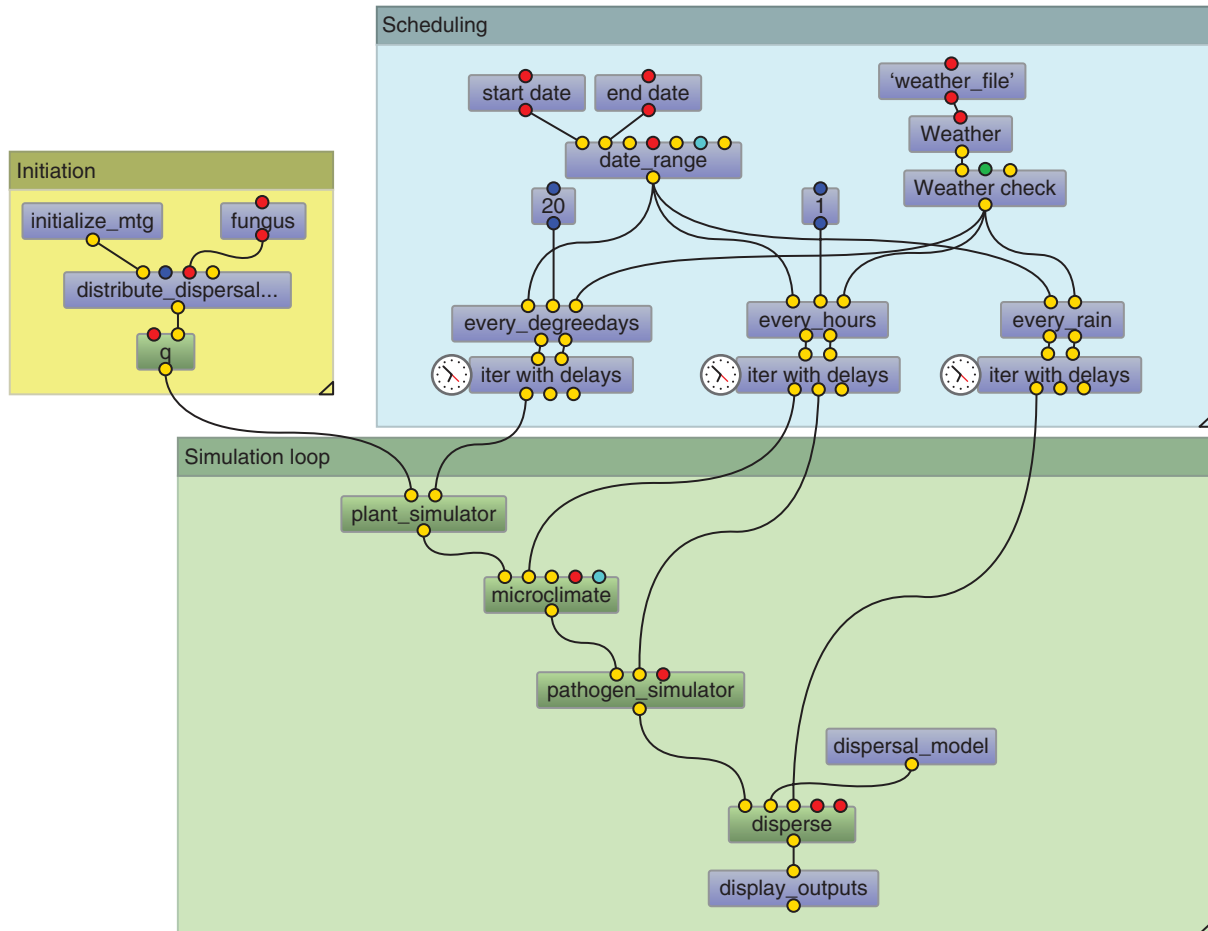 Scheduling
start date
end date
'weather_file'
Weather
date_range
Weather check
20
1
every_degreedays
every_hours
every_rain
iter with delays
iter with delays
iter with delays
Initiation
initialize_mtg
fungus
distribute_dispersal...
g
Simulation loop
plant_simulator
microclimate
pathogen_simulator
dispersal_model
disperse
display_outputs